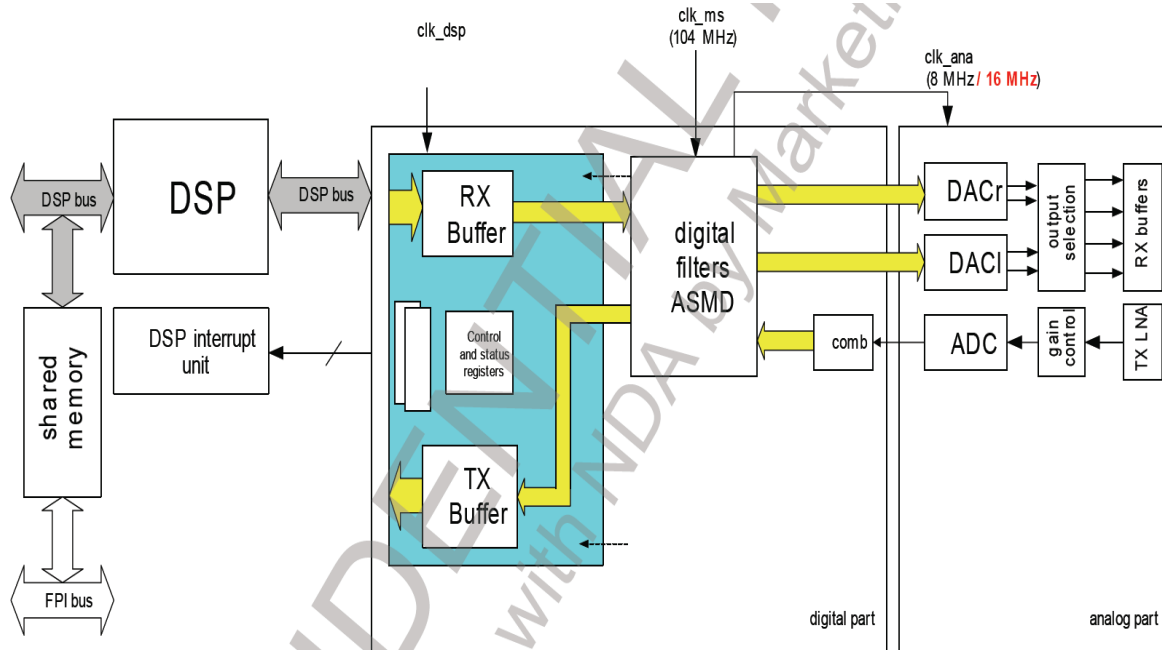 clk_dsp
clk_ms
(104 MHz)
clk_ana
(8 MHz / 16 MHz)
DSP
DSP bus
DSP bus
RX
Buffer
digital
filters
ASMD
DACr
DACl
output
selection
RX buffers
shared
memory
DSP interrupt
unit
Control
and status
registers
comb
ADC
gain
control
TX LNA
TX
Buffer
FPI bus
digital part
analog part
with NDA by